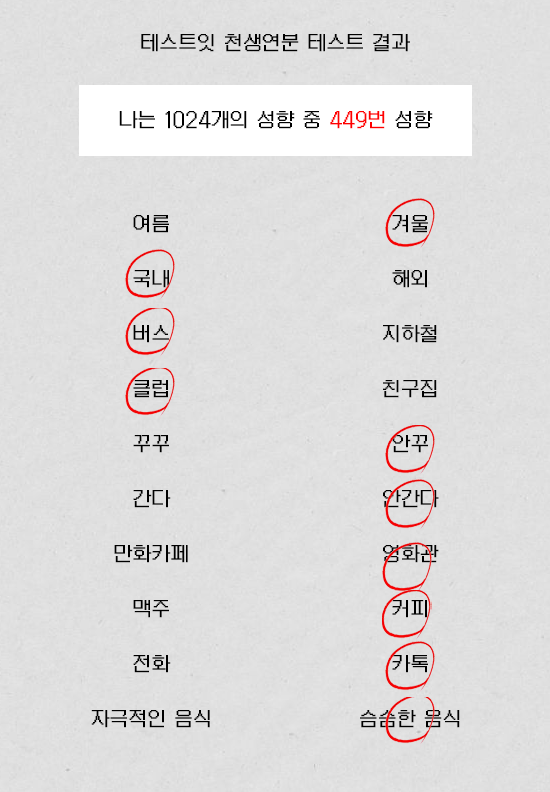 테스트잇 천생연분 테스트 결과
나는 1024개의 성향 중 449번 성향
여름 겨울
국내 해외
버스 지하철
클럽 친구집
꾸꾸 안꾸
간다 안간다
만화카페 영화관
맥주 커피
전화 카톡
자극적인 음식 슴슴한 음식